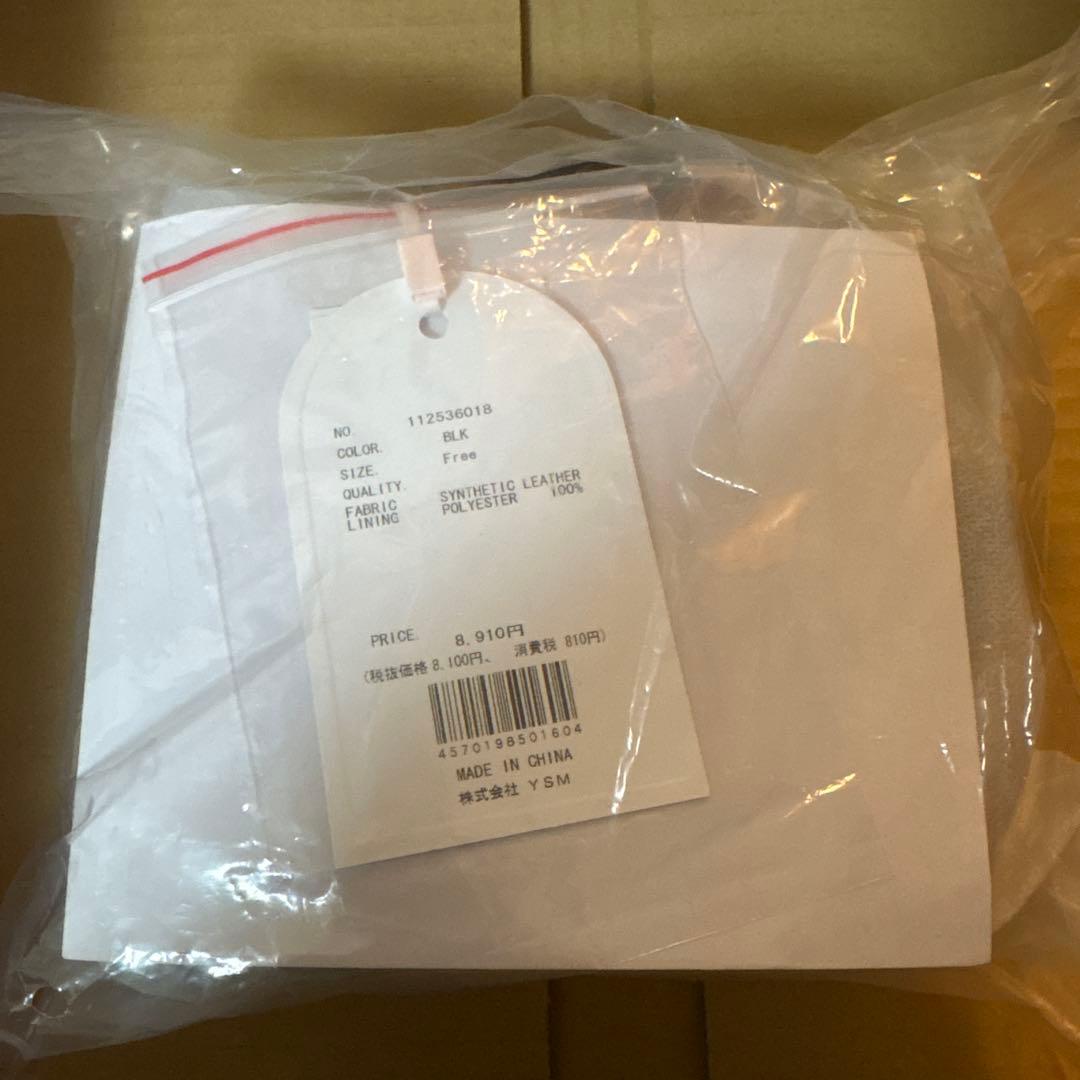 NO. 112536018
COLOR. BLK
SIZE. Free
QUALITY.
FABRIC SYNTHETIC LEATHER
LINING POLYESTER 100%
PRICE. 8,910円
(税抜価格 8,100円、 消費税 810円)
4570198501604
MADE IN CHINA
株式会社 YSM